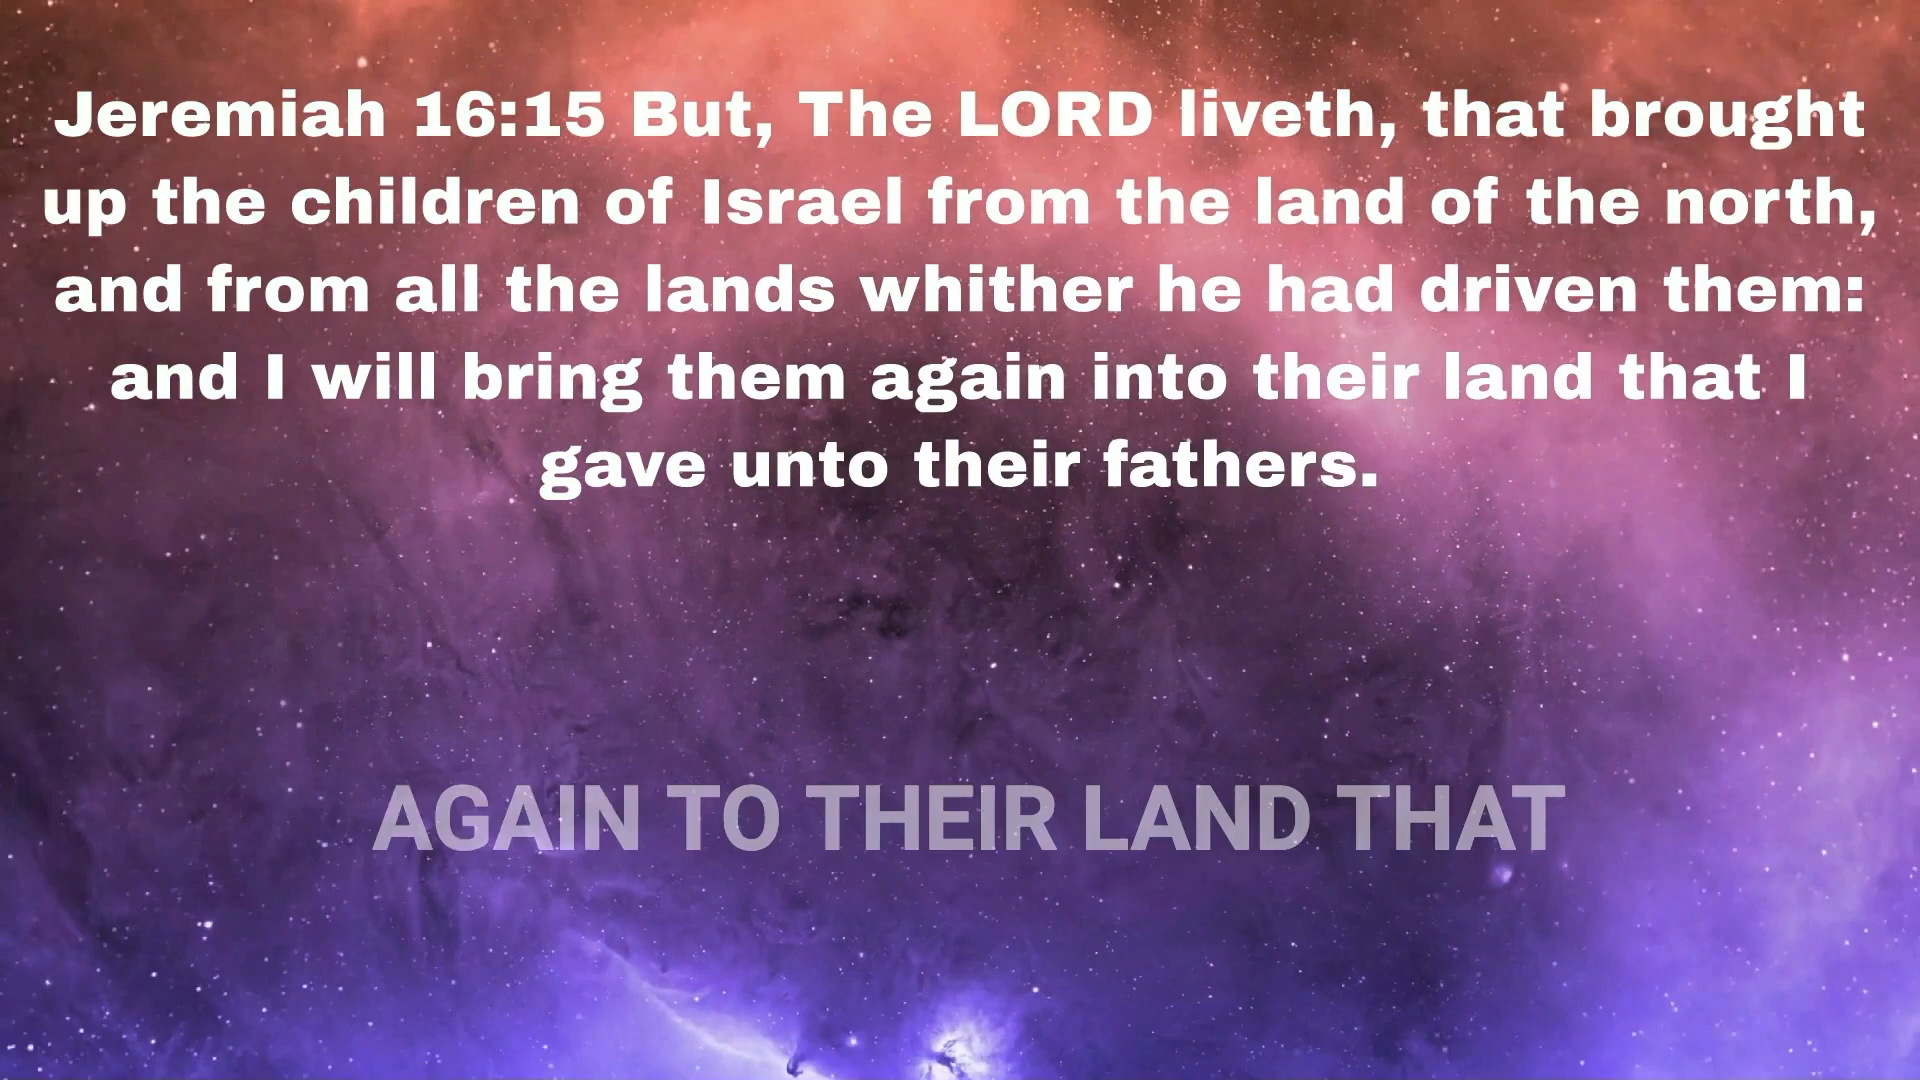 Jeremiah 16:15 But, The LORD liveth, that brought
up the children of Israel from the land of the north,
and from all the lands whither he had driven them:
and I will bring them again into their land that I
gave unto their fathers.
AGAIN TO THEIR LAND THAT